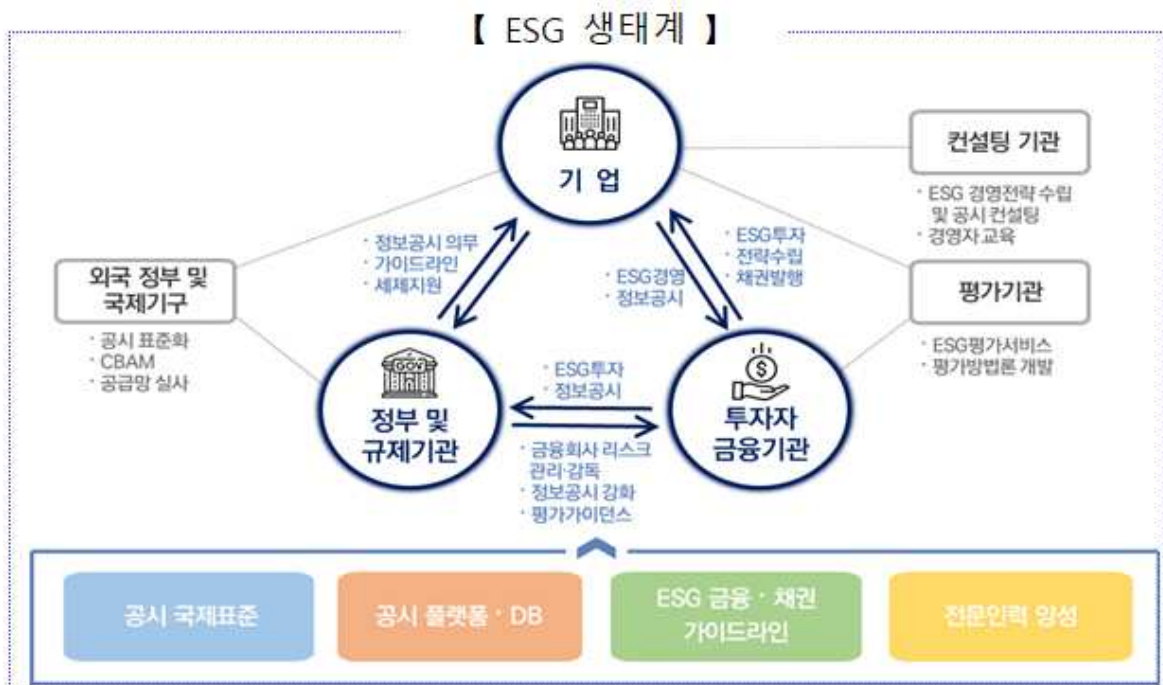 【 ESG 생태계 】
기 업
컨설팅 기관
· ESG 경영전략 수립
및 공시 컨설팅
· 경영자 교육
· 정보공시 의무
· 가이드라인
· 세제지원
· ESG투자
· 전략수립
· 채권발행
· ESG경영
· 정보공시
외국 정부 및
국제기구
· 공시 표준화
· CBAM
· 공급망 실사
평가기관
· ESG평가서비스
· 평가방법론 개발
GOV
정부 및
규제기관
· ESG투자
· 정보공시
$
투자자
금융기관
· 금융회사 리스크
관리·감독
· 정보공시 강화
· 평가가이던스
공시 국제표준
공시 플랫폼 · DB
ESG 금융 · 채권
가이드라인
전문인력 양성